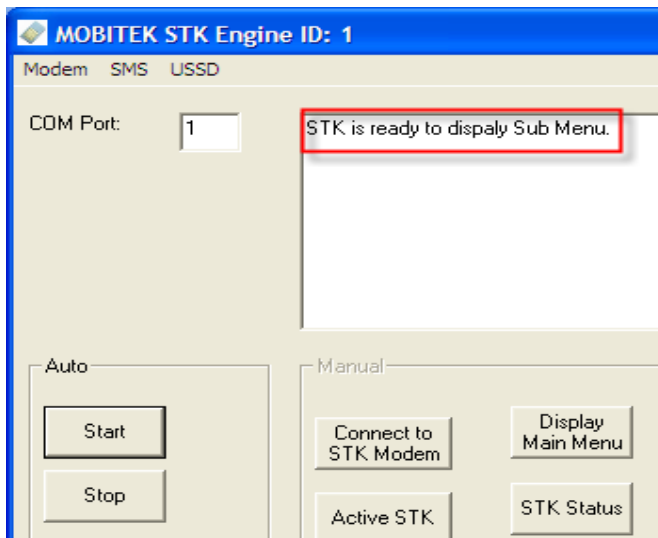 MOBITEK STK Engine ID: 1
Modem SMS USSD
COM Port: 1
STK is ready to dispaly Sub Menu.
Auto
Manual
Start
Connect to
STK Modem
Display
Main Menu
Stop
Active STK
STK Status